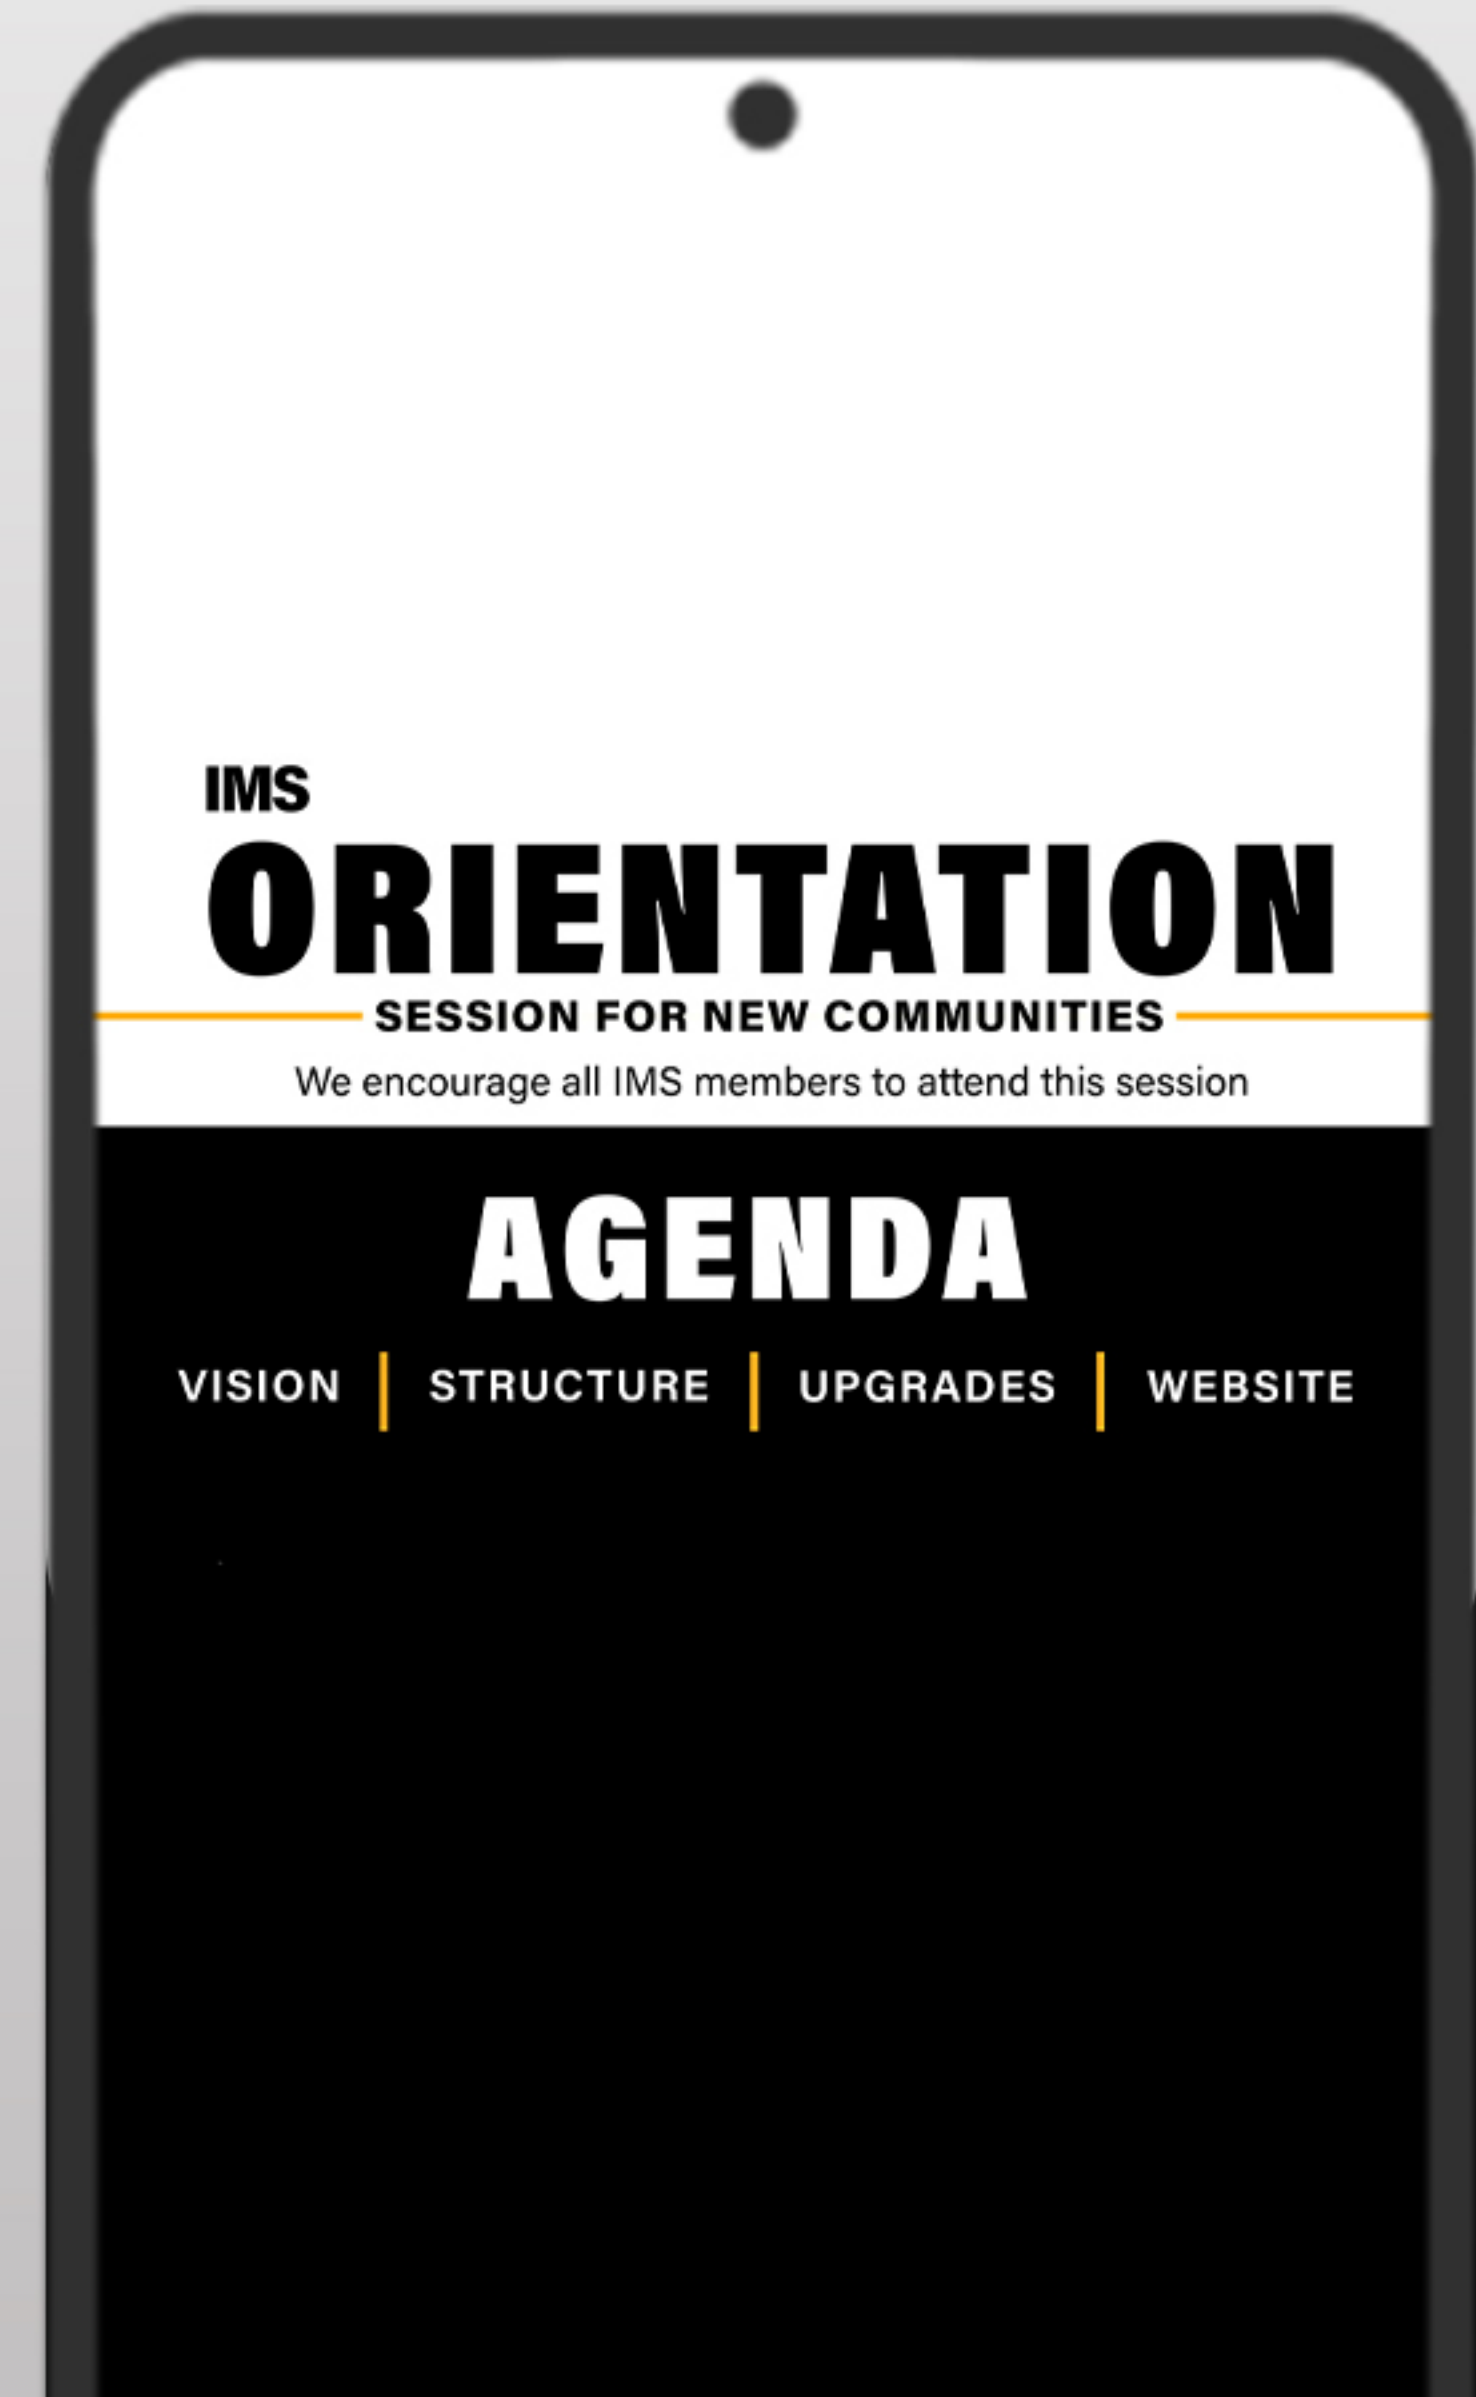 IMS
ORIENTATION
SESSION FOR NEW COMMUNITIES
We encourage all IMS members to attend this session
AGENDA
VISION | STRUCTURE | UPGRADES | WEBSITE